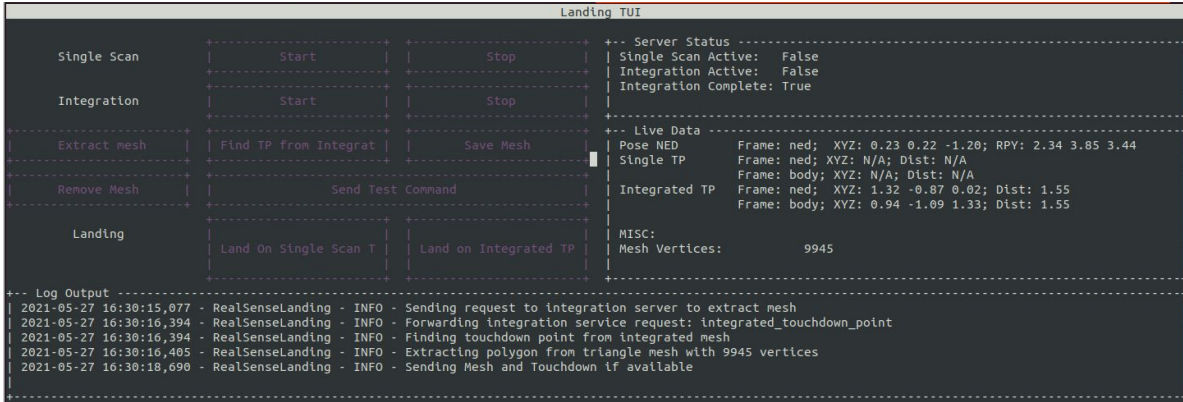 Landing TUI
Single Scan
Start
Stop
Integration
Start
Stop
Extract mesh
Find TP from Integrat
Save Mesh
Remove Mesh
Send Test Command
Landing
Land On Single Scan T
Land on Integrated TP
Server Status
Single Scan Active: False
Integration Active: False
Integration Complete: True
Live Data
Pose NED Frame: ned; XYZ: 0.23 0.22 -1.20; RPY: 2.34 3.85 3.44
Single TP Frame: ned; XYZ: N/A; Dist: N/A
Frame: body; XYZ: N/A; Dist: N/A
Integrated TP Frame: ned; XYZ: 1.32 -0.87 0.02; Dist: 1.55
Frame: body; XYZ: 0.94 -1.09 1.33; Dist: 1.55
MISC:
Mesh Vertices: 9945
Log Output
2021-05-27 16:30:15,077 - RealSenseLanding - INFO - Sending request to integration server to extract mesh
2021-05-27 16:30:16,394 - RealSenseLanding - INFO - Forwarding integration service request: integrated_touchdown_point
2021-05-27 16:30:16,394 - RealSenseLanding - INFO - Finding touchdown point from integrated mesh
2021-05-27 16:30:16,405 - RealSenseLanding - INFO - Extracting polygon from triangle mesh with 9945 vertices
2021-05-27 16:30:18,690 - RealSenseLanding - INFO - Sending Mesh and Touchdown if available